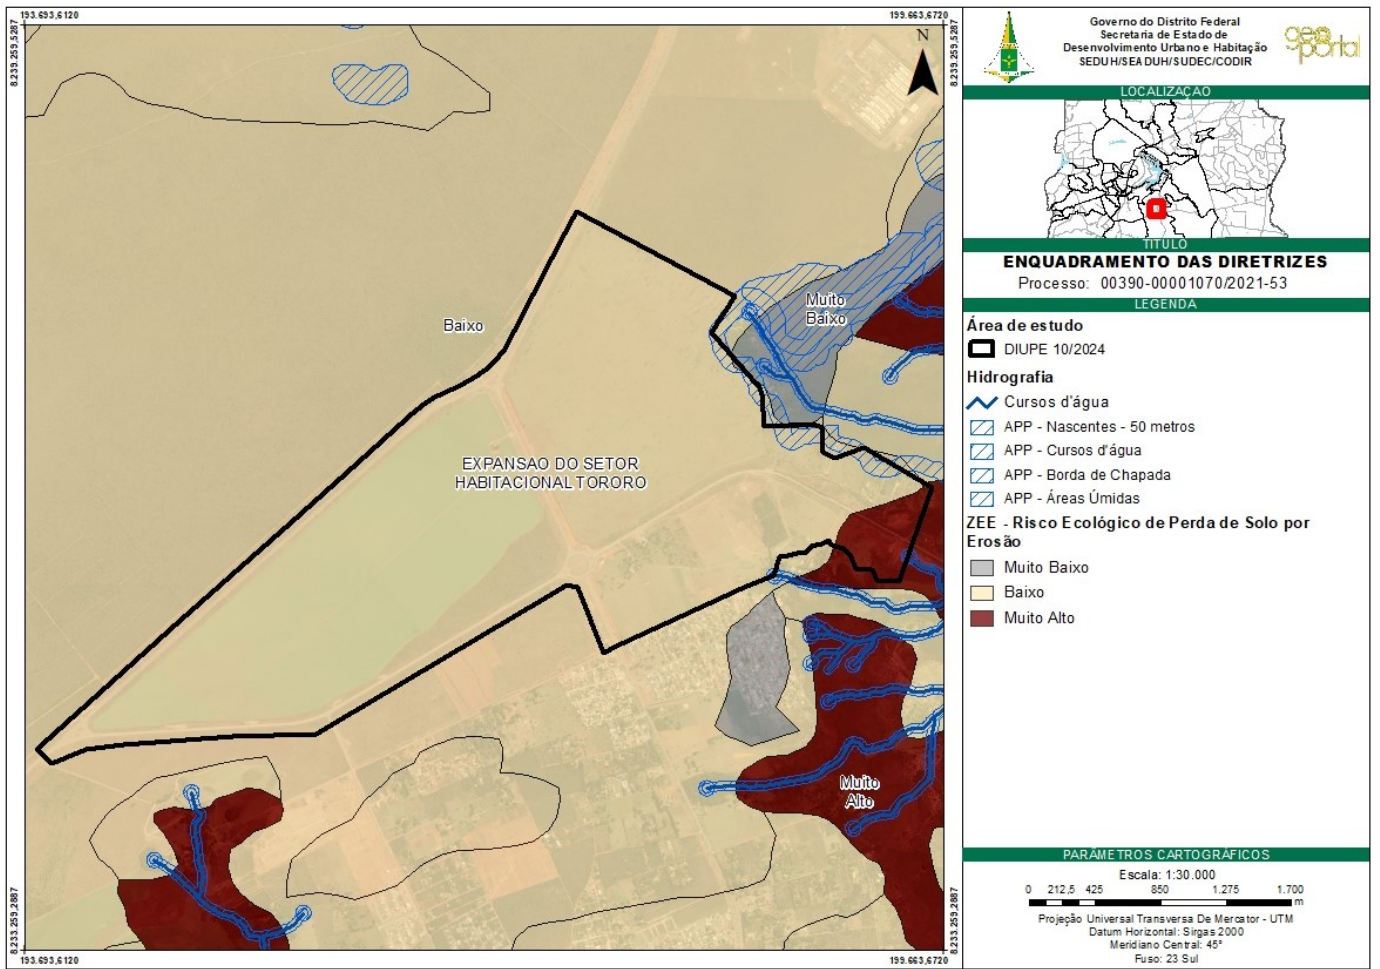 193.693,6120
199.663,6720
8.239.259,5287
8.239.259,5287
N
Baixo
Muito
Baixo
EXPANSAO DO SETOR
HABITACIONAL TORORO
Muito
Alto
8.233.259,2887
8.233.259,2887
193.693,6120
199.663,6720
Governo do Distrito Federal
Secretaria de Estado de
Desenvolvimento Urbano e Habitação
SEDUH/SEADUH/SUDEC/CODIR
geo
portal
LOCALIZAÇÃO
TÍTULO
ENQUADRAMENTO DAS DIRETRIZES
Processo: 00390-00001070/2021-53
LEGENDA
Área de estudo
DIUPE 10/2024
Hidrografia
Cursos d'água
APP - Nascentes - 50 metros
APP - Cursos d'água
APP - Borda de Chapada
APP - Áreas Úmidas
ZEE - Risco Ecológico de Perda de Solo por
Erosão
Muito Baixo
Baixo
Muito Alto
PARÂMETROS CARTOGRÁFICOS
Escala: 1:30.000
0 212,5 425 850 1.275 1.700
m
Projeção Universal Transversa De Mercator - UTM
Datum Horizontal: Sirgas 2000
Meridiano Central: 45°
Fuso: 23 Sul